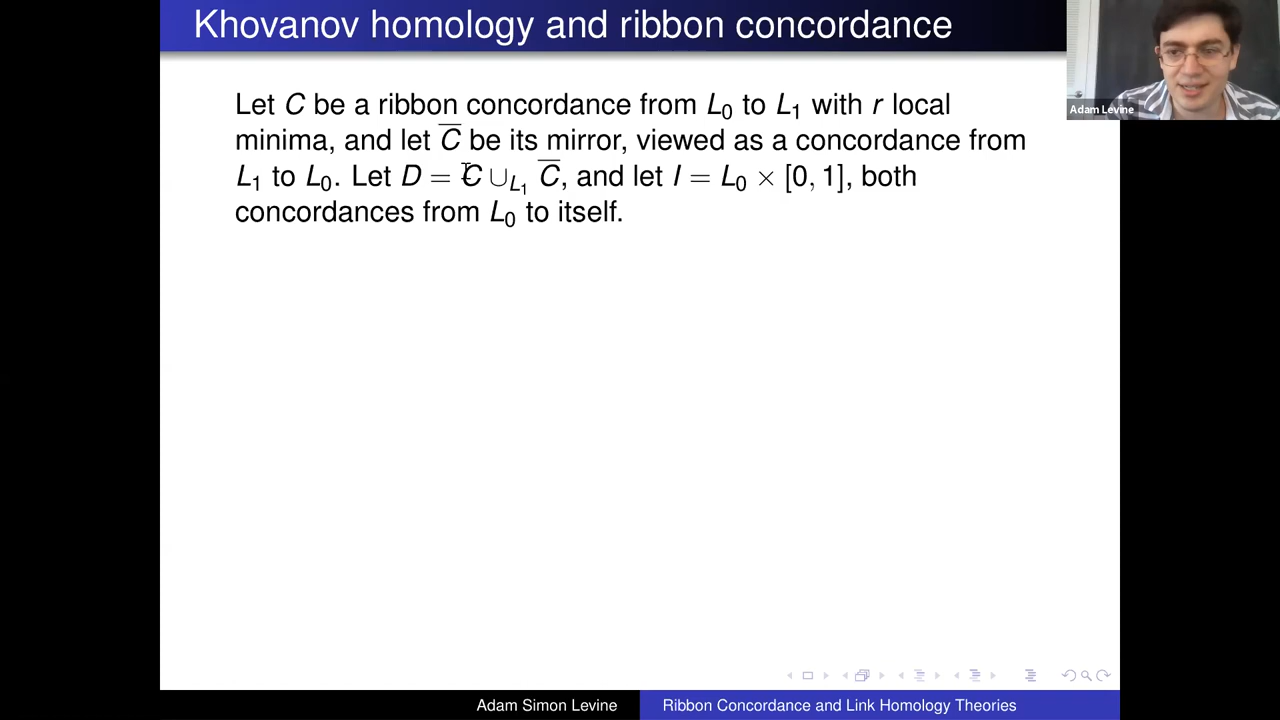 Khovanov homology and ribbon concordance
Adam Levine
Let C be a ribbon concordance from L₀ to L₁ with r local
minima, and let C̅ be its mirror, viewed as a concordance from
L₁ to L₀. Let D = C ∪_L₁ C̅, and let I = L₀ × [0, 1], both
concordances from L₀ to itself.
Adam Simon Levine
Ribbon Concordance and Link Homology Theories